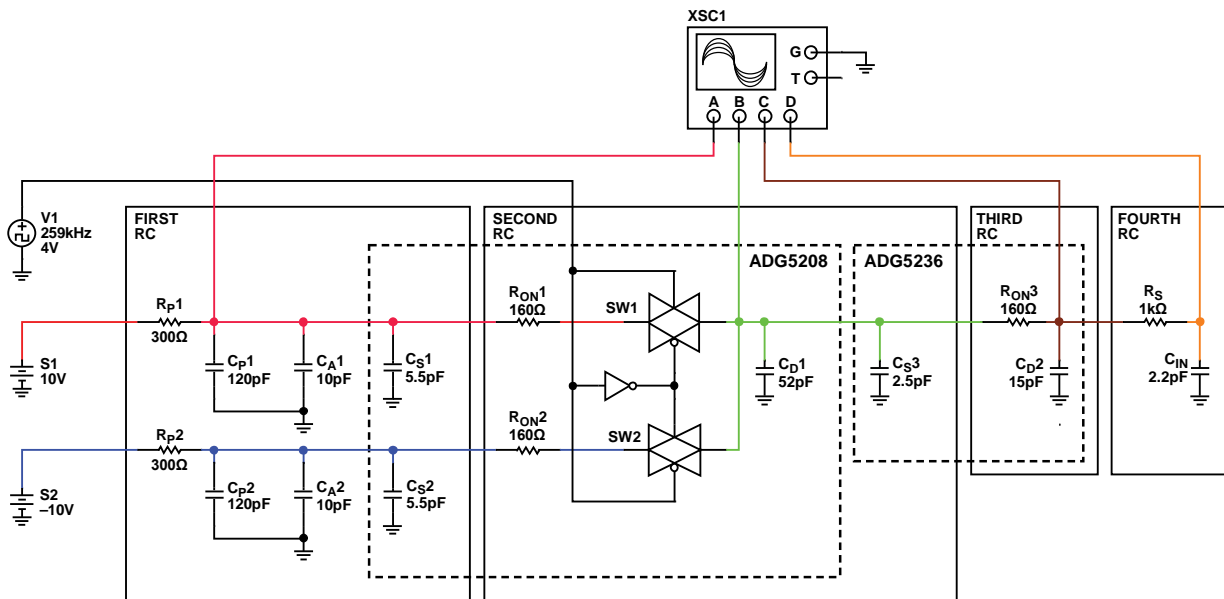 XSC1
G
T
A B C D
V1
259kHz
4V
FIRST
RC
SECOND
RC
THIRD
RC
FOURTH
RC
ADG5208
ADG5236
S1
10V
RP1
300Ω
CP1
120pF
CA1
10pF
CS1
5.5pF
RON1
160Ω
SW1
CD1
52pF
CS3
2.5pF
RON3
160Ω
CD2
15pF
RS
1kΩ
CIN
2.2pF
S2
–10V
RP2
300Ω
CP2
120pF
CA2
10pF
CS2
5.5pF
RON2
160Ω
SW2